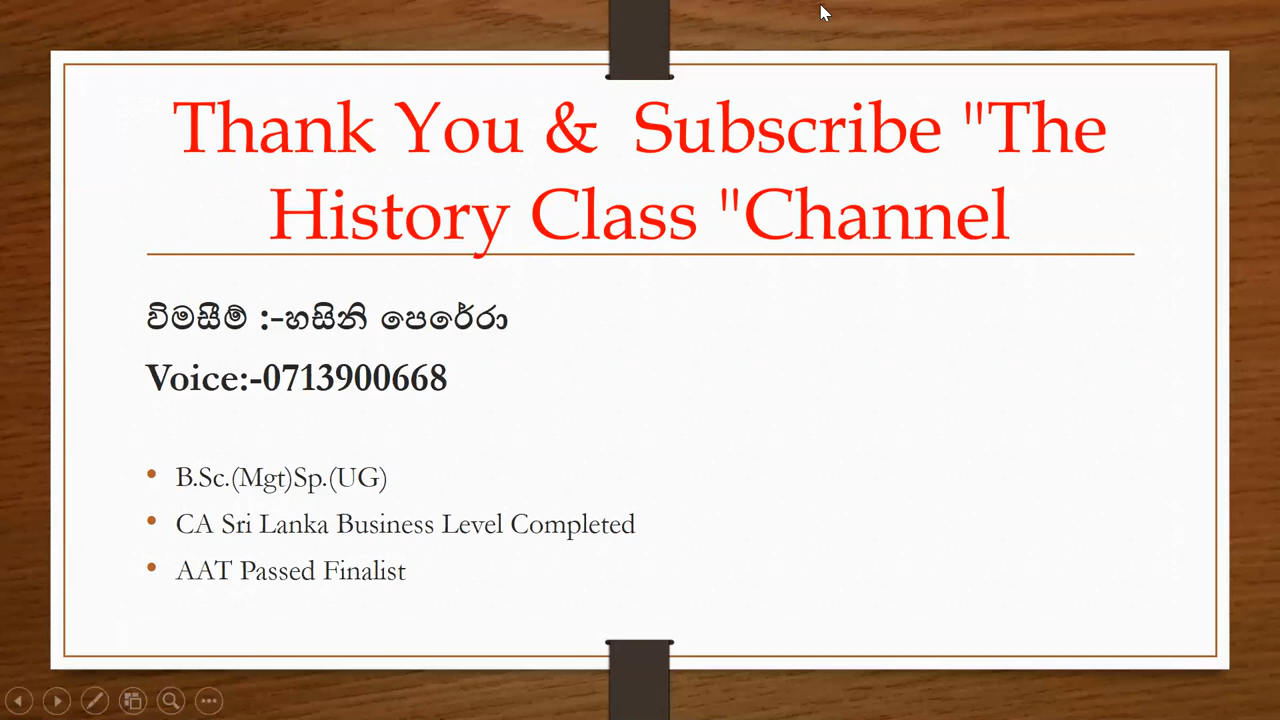 Thank You &  Subscribe "The
History Class "Channel
විමසීම් :-හසිනි පෙරේරා
Voice:-0713900668
• B.Sc.(Mgt)Sp.(UG)
• CA Sri Lanka Business Level Completed
• AAT Passed Finalist